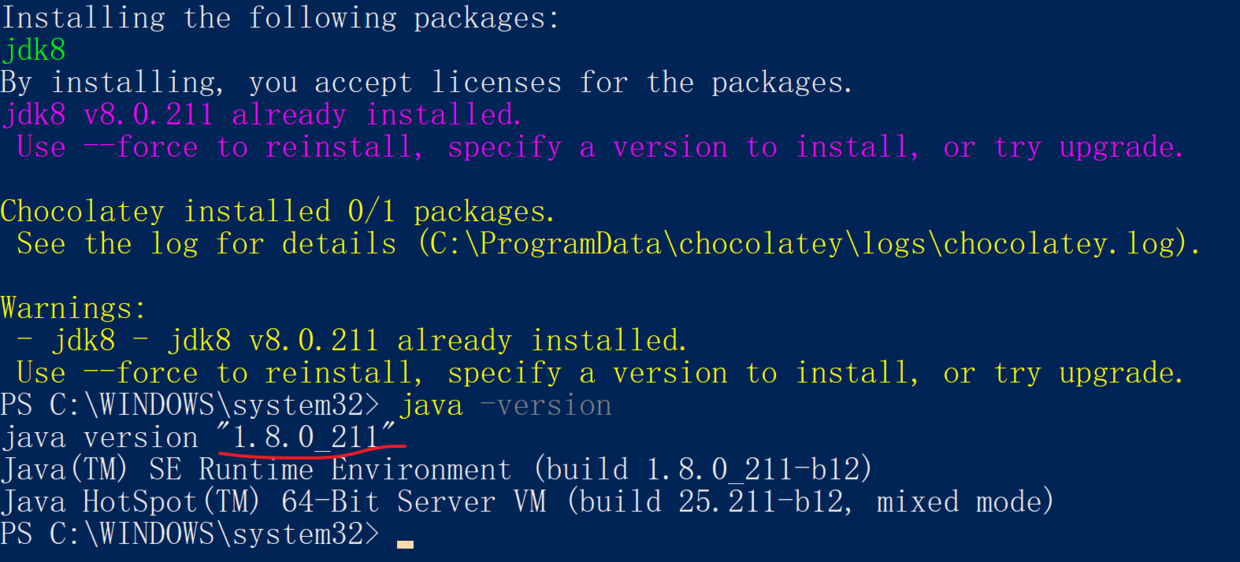 Installing the following packages:
jdk8
By installing, you accept licenses for the packages.
jdk8 v8.0.211 already installed.
Use --force to reinstall, specify a version to install, or try upgrade.
Chocolatey installed 0/1 packages.
See the log for details (C:\ProgramData\chocolatey\logs\chocolatey.log).
Warnings:
- jdk8 - jdk8 v8.0.211 already installed.
Use --force to reinstall, specify a version to install, or try upgrade.
PS C:\WINDOWS\system32> java -version
java version "1.8.0_211"
Java(TM) SE Runtime Environment (build 1.8.0_211-b12)
Java HotSpot(TM) 64-Bit Server VM (build 25.211-b12, mixed mode)
PS C:\WINDOWS\system32>